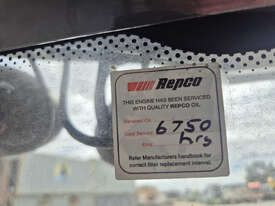 REPCO
THIS ENGINE HAS BEEN SERVICED
WITH QUALITY REPCO OIL
Serviced On
Next Service 6750
hrs
Refer Manufacturers handbook for
correct filter replacement interval.